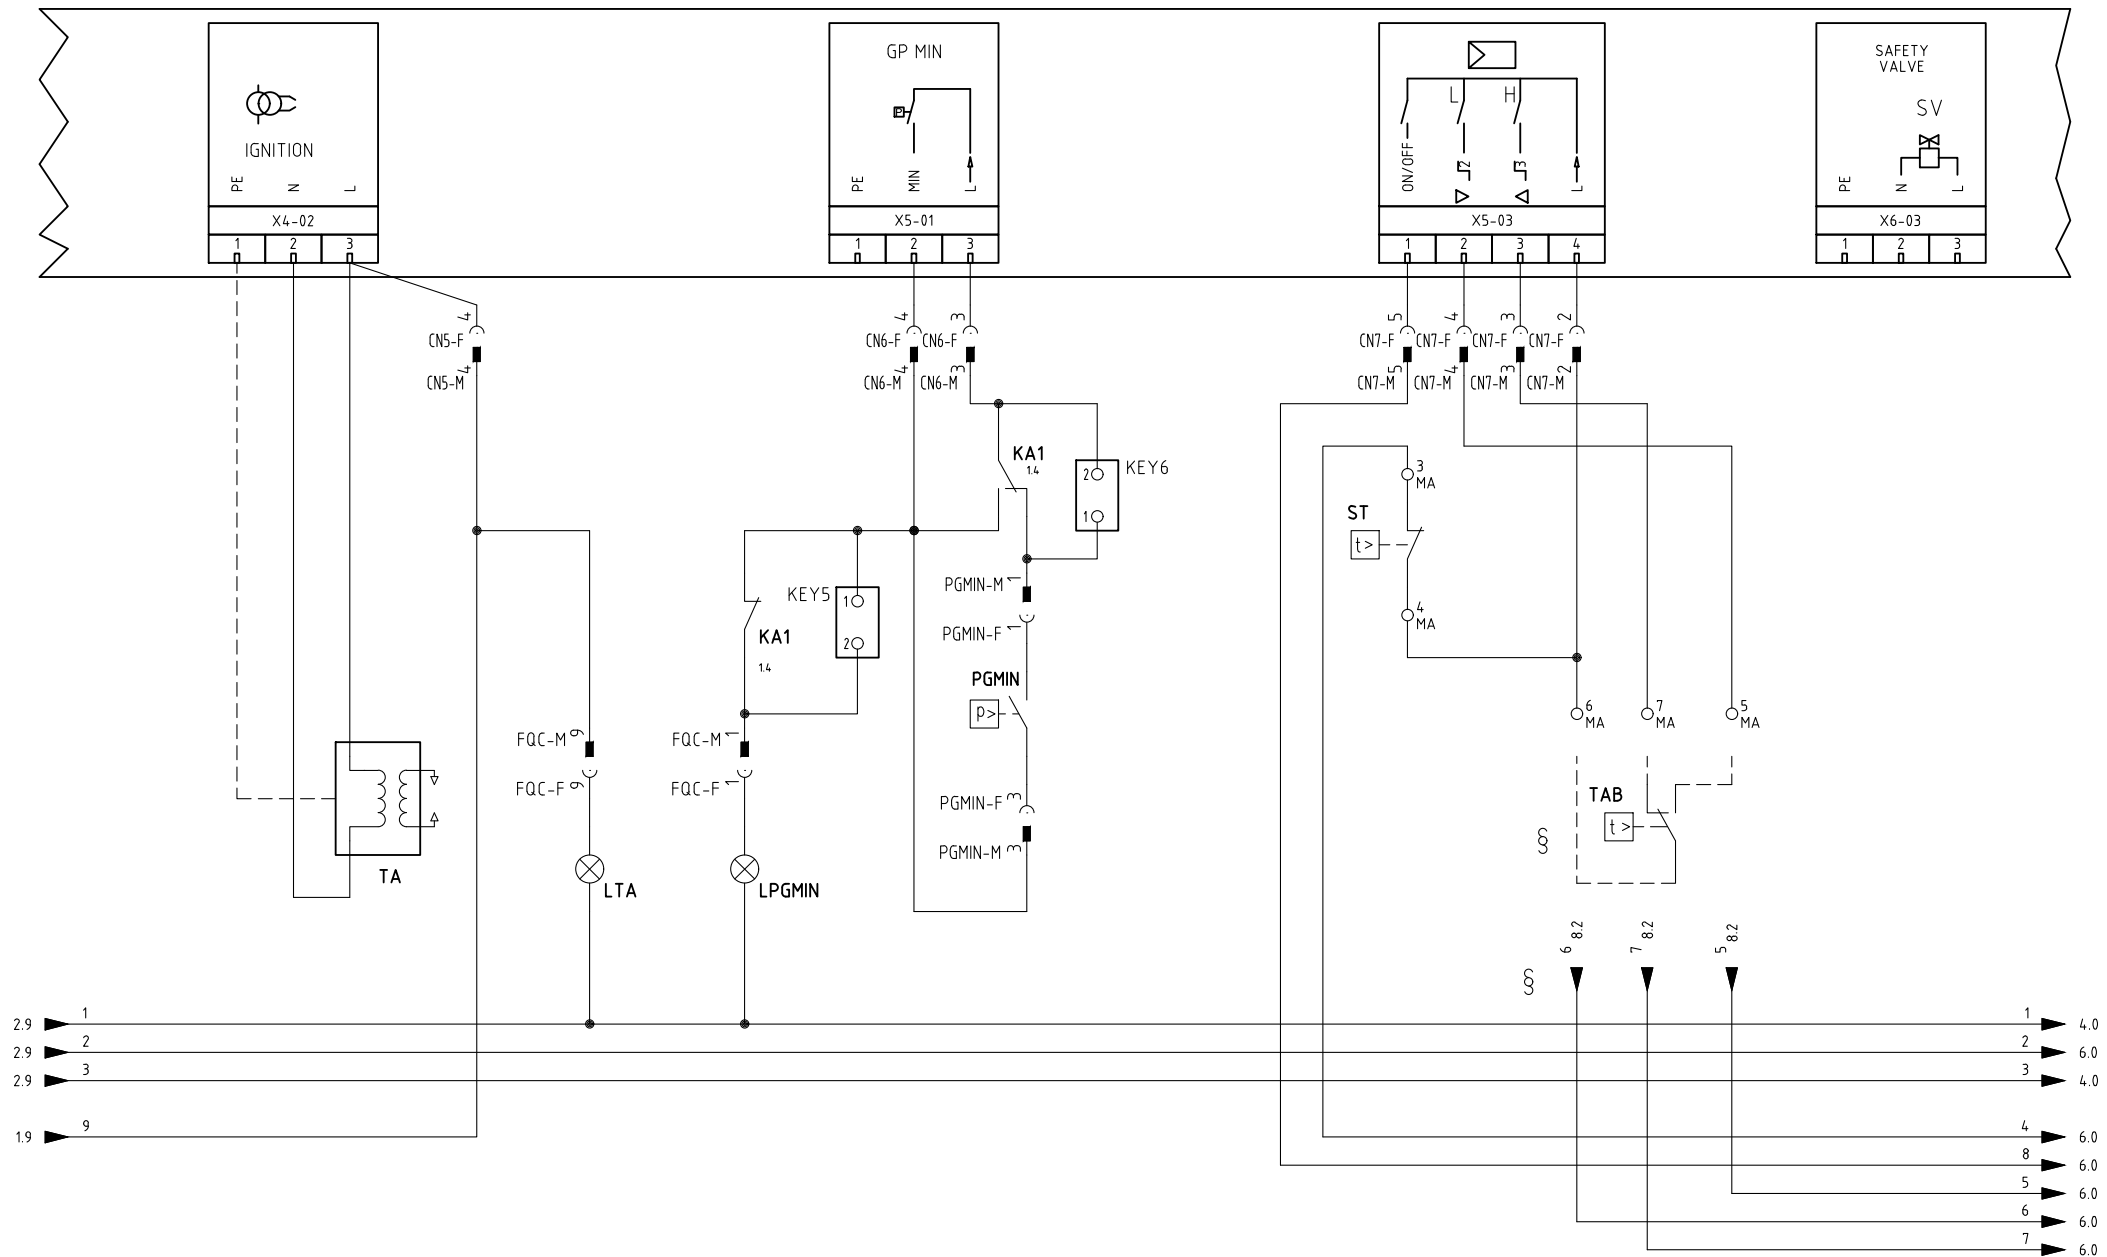 GP MIN
SAFETY
VALVE
L H
SV
IGNITION
PE N L
PE MIN L
ON/OFF 2 3 L
PE N L
X4-02
X5-01
X5-03
X6-03
1 2 3
1 2 3
1 2 3 4
1 2 3
4
CN5-F
4
CN5-M
4 3
CN6-F CN6-F
4 3
CN6-M CN6-M
5 4 3 2
CN7-F CN7-F CN7-F CN7-F
5 4 3 2
CN7-M CN7-M CN7-M CN7-M
KA1
1.4
2
KEY6
1
3
MA
ST
t>
4
MA
KEY5
1
2
KA1
1.4
PGMIN-M 1
PGMIN-F 1
PGMIN
p>
PGMIN-F 3
PGMIN-M 3
6
MA
7
MA
5
MA
FQC-M 9
FQC-F 9
FQC-M 1
FQC-F 1
TAB
t>
§
TA
LTA
LPGMIN
6 8.2
7 8.2
5 8.2
§
2.9 1 1 4.0
2.9 2 2 6.0
2.9 3 3 4.0
1.9 9 4 6.0
8 6.0
5 6.0
6 6.0
7 6.0